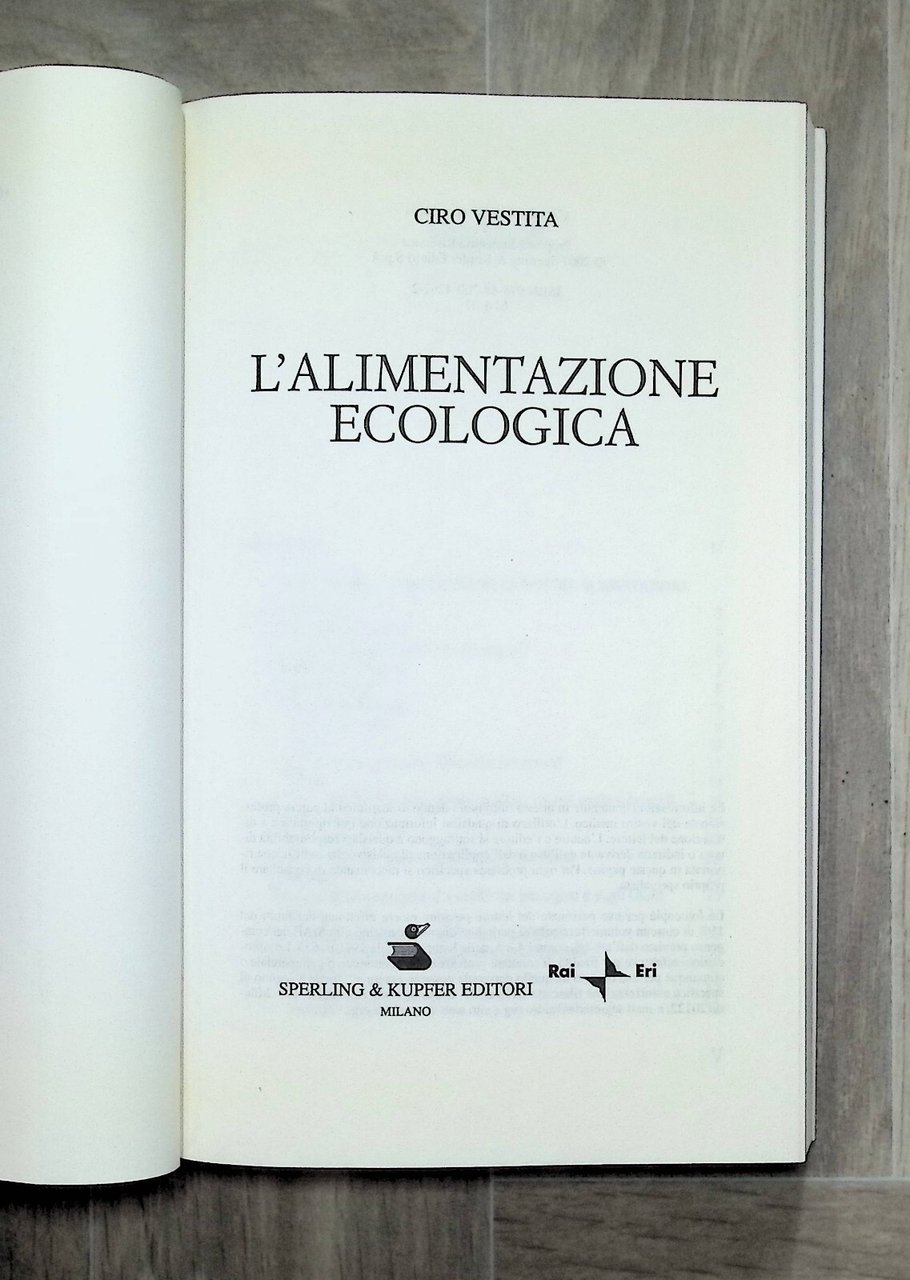 CIRO VESTITA
L'ALIMENTAZIONE
ECOLOGICA
SPERLING & KUPFER EDITORI
MILANO
Rai Eri